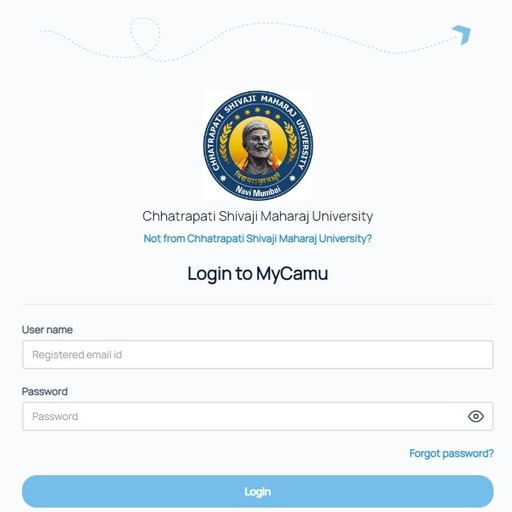 CHHATRAPATI SHIVAJI MAHARAJ UNIVERSITY
Navi Mumbai
Chhatrapati Shivaji Maharaj University
Not from Chhatrapati Shivaji Maharaj University?
Login to MyCamu
User name
Registered email id
Password
Password
Forgot password?
Login